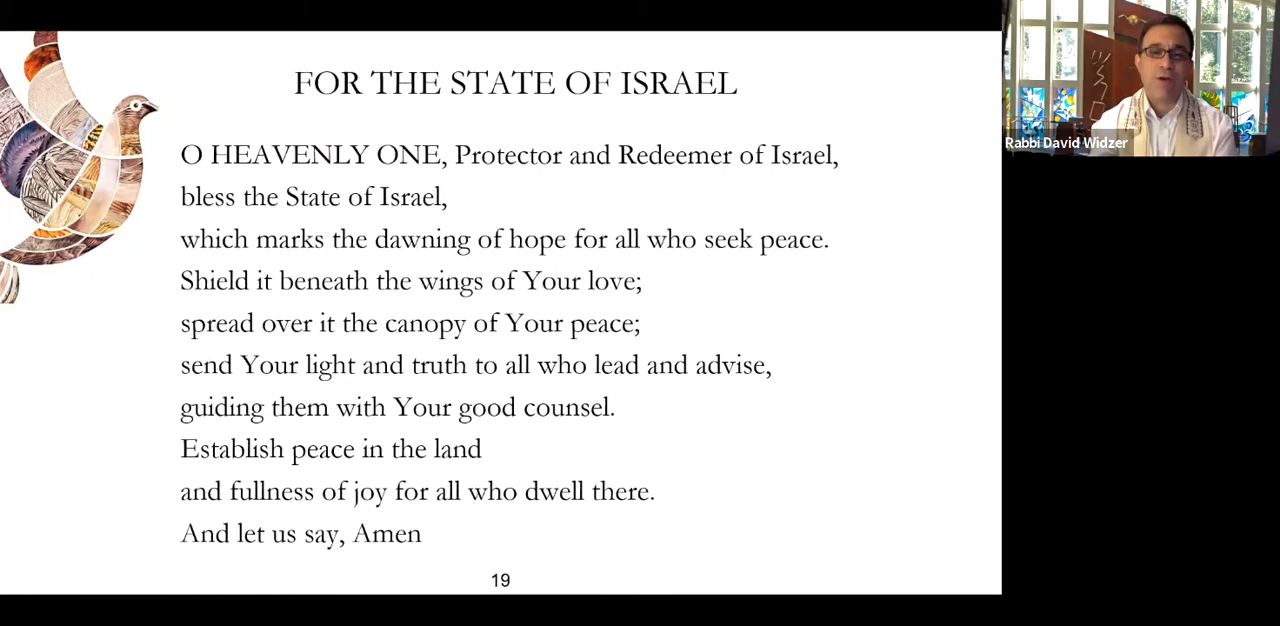 FOR THE STATE OF ISRAEL
O HEAVENLY ONE, Protector and Redeemer of Israel,
bless the State of Israel,
which marks the dawning of hope for all who seek peace.
Shield it beneath the wings of Your love;
spread over it the canopy of Your peace;
send Your light and truth to all who lead and advise,
guiding them with Your good counsel.
Establish peace in the land
and fullness of joy for all who dwell there.
And let us say, Amen
19
Rabbi David Widzer